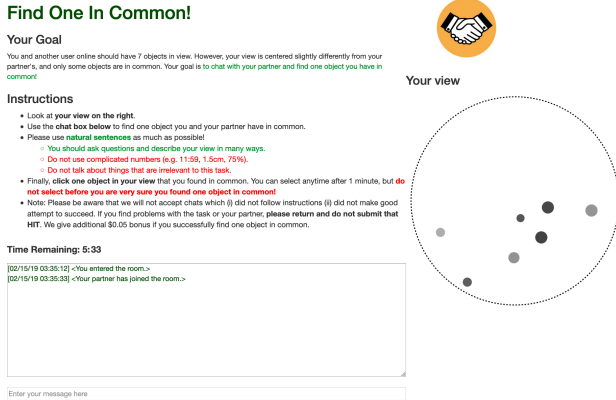 Find One In Common!
Your Goal
You and another user online should have 7 objects in view. However, your view is centered slightly differently from your
partner's, and only some objects are in common. Your goal is to chat with your partner and find one object you have in
common!
Your view
Instructions
Look at your view on the right.
Use the chat box below to find one object you and your partner have in common.
Please use natural sentences as much as possible!
You should ask questions and describe your view in many ways.
Do not use complicated numbers (e.g. 11:59, 1.5cm, 75%).
Do not talk about things that are irrelevant to this task.
Finally, click one object in your view that you found in common. You can select anytime after 1 minute, but do
not select before you are very sure you found one object in common!
Note: Please be aware that we will not accept chats which (i) did not follow instructions (ii) did not make good
attempt to succeed. If you find problems with the task or your partner, please return and do not submit that
HIT. We give additional $0.05 bonus if you successfully find one object in common.
Time Remaining: 5:33
[02/15/19 03:35:12] <You entered the room.>
[02/15/19 03:35:33] <Your partner has joined the room.>
Enter your message here